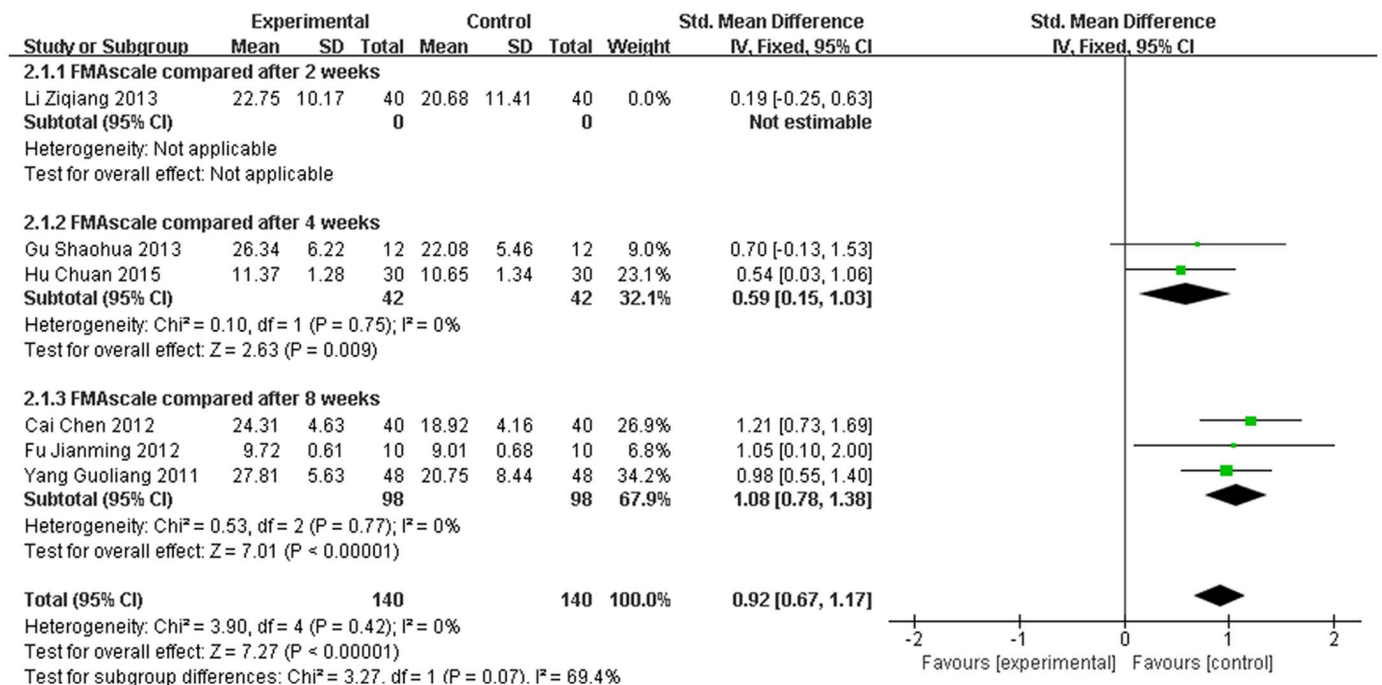 Experimental Control Std. Mean Difference Std. Mean Difference
Study or Subgroup Mean SD Total Mean SD Total Weight IV, Fixed, 95% CI IV, Fixed, 95% CI
2.1.1 FMAscale compared after 2 weeks
Li Ziqiang 2013 22.75 10.17 40 20.68 11.41 40 0.0% 0.19 [-0.25, 0.63]
Subtotal (95% CI) 0 0 Not estimable
Heterogeneity: Not applicable
Test for overall effect: Not applicable
2.1.2 FMAscale compared after 4 weeks
Gu Shaohua 2013 26.34 6.22 12 22.08 5.46 12 9.0% 0.70 [-0.13, 1.53]
Hu Chuan 2015 11.37 1.28 30 10.65 1.34 30 23.1% 0.54 [0.03, 1.06]
Subtotal (95% CI) 42 42 32.1% 0.59 [0.15, 1.03]
Heterogeneity: Chi² = 0.10, df = 1 (P = 0.75); I² = 0%
Test for overall effect: Z = 2.63 (P = 0.009)
2.1.3 FMAscale compared after 8 weeks
Cai Chen 2012 24.31 4.63 40 18.92 4.16 40 26.9% 1.21 [0.73, 1.69]
Fu Jianming 2012 9.72 0.61 10 9.01 0.68 10 6.8% 1.05 [0.10, 2.00]
Yang Guoliang 2011 27.81 5.63 48 20.75 8.44 48 34.2% 0.98 [0.55, 1.40]
Subtotal (95% CI) 98 98 67.9% 1.08 [0.78, 1.38]
Heterogeneity: Chi² = 0.53, df = 2 (P = 0.77); I² = 0%
Test for overall effect: Z = 7.01 (P < 0.00001)
Total (95% CI) 140 140 100.0% 0.92 [0.67, 1.17]
Heterogeneity: Chi² = 3.90, df = 4 (P = 0.42); I² = 0%
Test for overall effect: Z = 7.27 (P < 0.00001)
Test for subgroup differences: Chi² = 3.27, df = 1 (P = 0.07), I² = 69.4%
-2 -1 0 1 2
Favours [experimental] Favours [control]